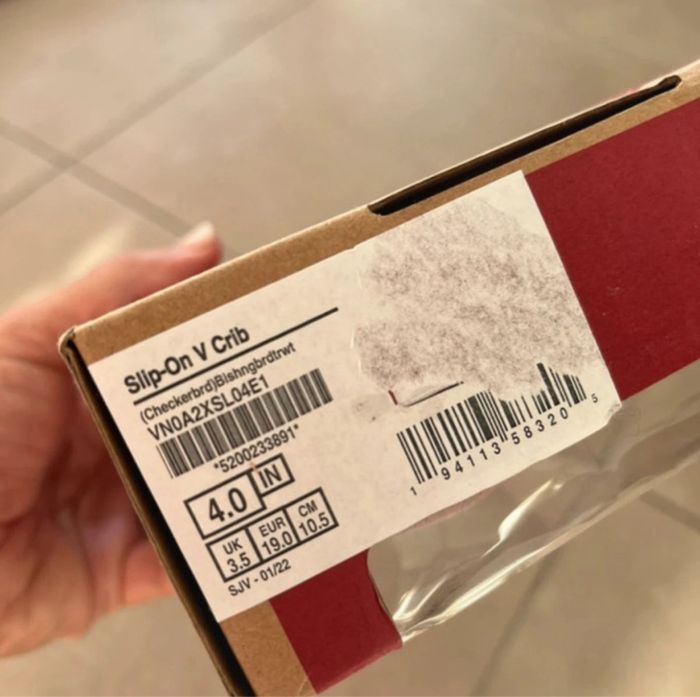 Slip-On V Crib
(Checkerbrd)Bishngbrdtrwt
VN0A2XSL04E1
*5200233891*
4.0 IN
UK EUR CM
3.5 19.0 10.5
SJV - 01/22
1 94113 58320 5